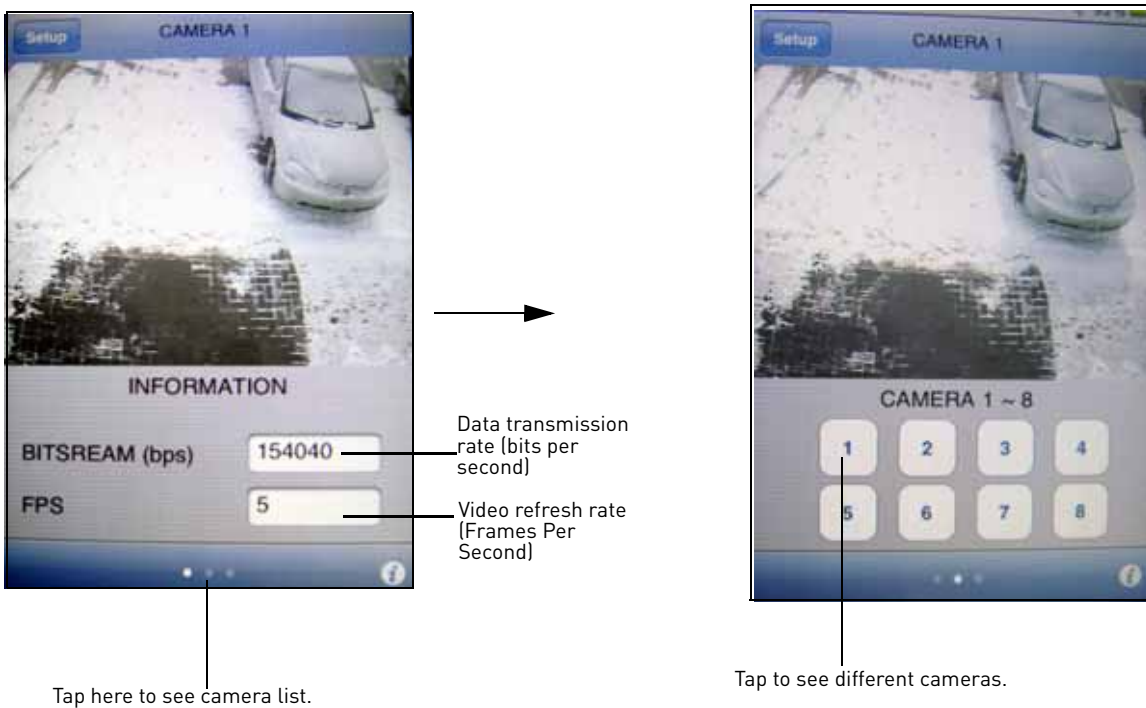 Setup
CAMERA 1
INFORMATION
BITSREAM (bps)
154040
FPS
5
Data transmission
rate (bits per
second)
Video refresh rate
(Frames Per
Second)
Tap here to see camera list.
Setup
CAMERA 1
CAMERA 1 ~ 8
1 2 3 4
5 6 7 8
Tap to see different cameras.